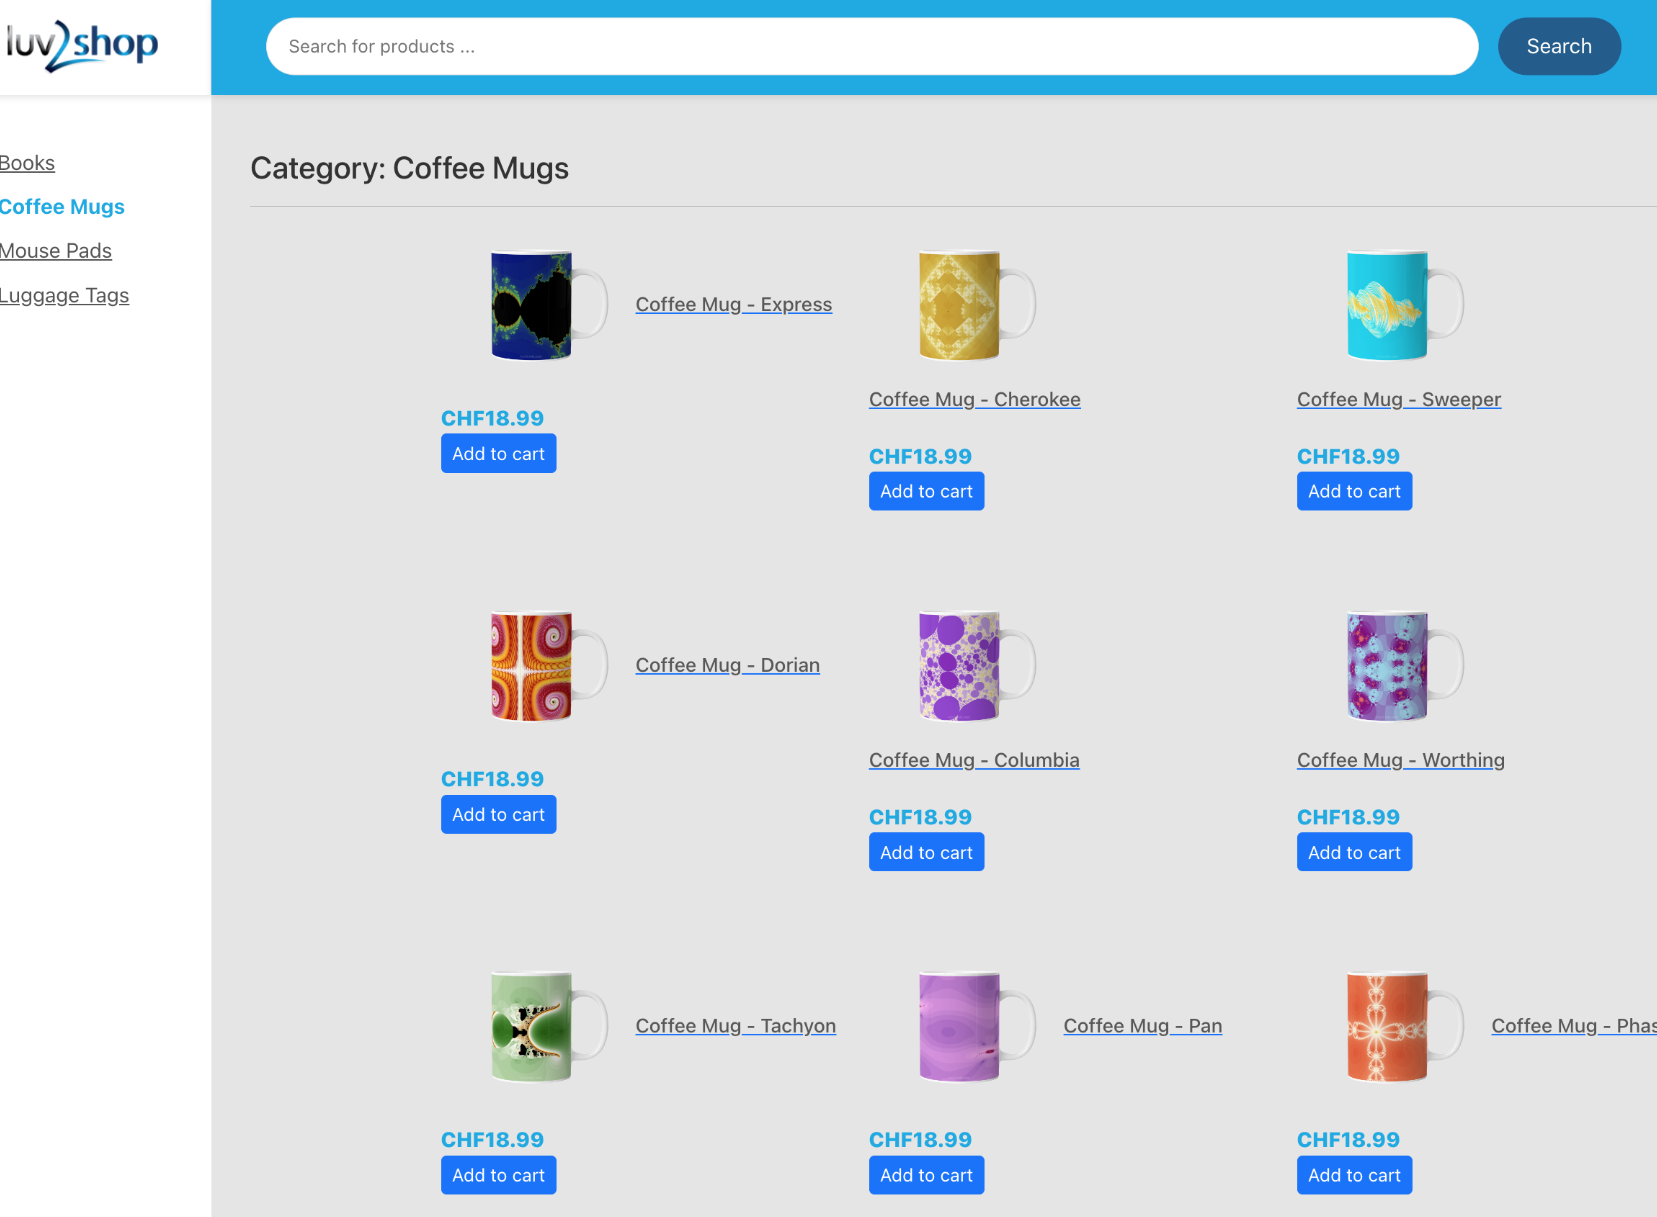 luv2shop
Search for products ...
Search
Books
Coffee Mugs
Mouse Pads
Luggage Tags
Category: Coffee Mugs
Coffee Mug - Express
CHF18.99
Add to cart
Coffee Mug - Cherokee
CHF18.99
Add to cart
Coffee Mug - Sweeper
CHF18.99
Add to cart
Coffee Mug - Dorian
CHF18.99
Add to cart
Coffee Mug - Columbia
CHF18.99
Add to cart
Coffee Mug - Worthing
CHF18.99
Add to cart
Coffee Mug - Tachyon
CHF18.99
Add to cart
Coffee Mug - Pan
CHF18.99
Add to cart
Coffee Mug - Phas
CHF18.99
Add to cart